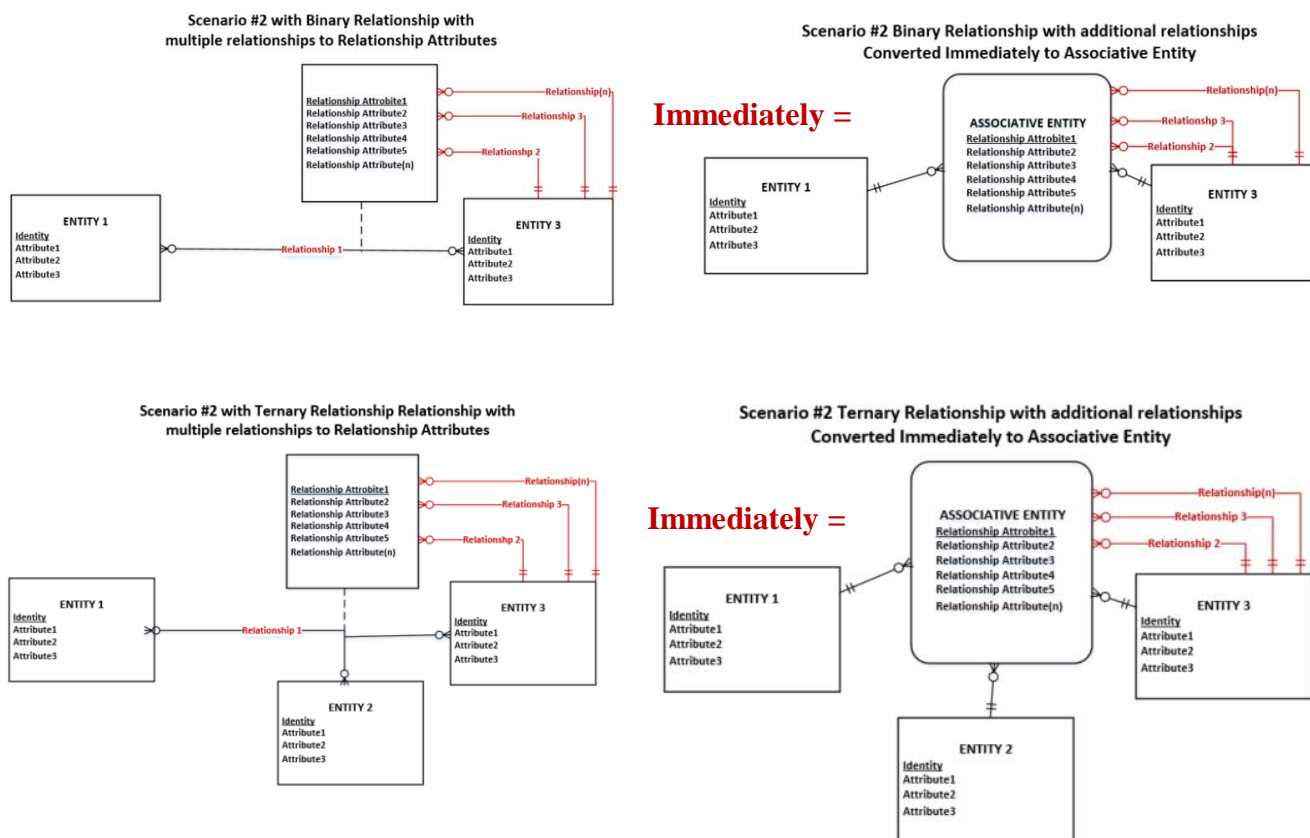 Scenario #2 with Binary Relationship with
multiple relationships to Relationship Attributes
Relationship Attrobite1
Relationship Attribute2
Relationship Attribute3
Relationship Attribute4
Relationship Attribute5
Relationship Attribute(n)
Relationship(n)
Relationship 3
Relationshp 2
ENTITY 1
Identity
Attribute1
Attribute2
Attribute3
Relationship 1
ENTITY 3
Identity
Attribute1
Attribute2
Attribute3
Scenario #2 Binary Relationship with additional relationships
Converted Immediately to Associative Entity
Immediately =
ASSOCIATIVE ENTITY
Relationship Attrobite1
Relationship Attribute2
Relationship Attribute3
Relationship Attribute4
Relationship Attribute5
Relationship Attribute(n)
Relationship(n)
Relationshp 3
Relationshp 2
ENTITY 1
Identity
Attribute1
Attribute2
Attribute3
ENTITY 3
Identity
Attribute1
Attribute2
Attribute3
Scenario #2 with Ternary Relationship Relationship with
multiple relationships to Relationship Attributes
Relationship Attrobite1
Relationship Attribute2
Relationship Attribute3
Relationship Attribute4
Relationship Attribute5
Relationship Attribute(n)
Relationship(n)
Relationship 3
Relationshp 2
ENTITY 1
Identity
Attribute1
Attribute2
Attribute3
Relationship 1
ENTITY 3
Identity
Attribute1
Attribute2
Attribute3
ENTITY 2
Identity
Attribute1
Attribute2
Attribute3
Scenario #2 Ternary Relationship with additional relationships
Converted Immediately to Associative Entity
Immediately =
ASSOCIATIVE ENTITY
Relationship Attrobite1
Relationship Attribute2
Relationship Attribute3
Relationship Attribute4
Relationship Attribute5
Relationship Attribute(n)
Relationship(n)
Relationship 3
Relationship 2
ENTITY 1
Identity
Attribute1
Attribute2
Attribute3
ENTITY 3
Identity
Attribute1
Attribute2
Attribute3
ENTITY 2
Identity
Attribute1
Attribute2
Attribute3